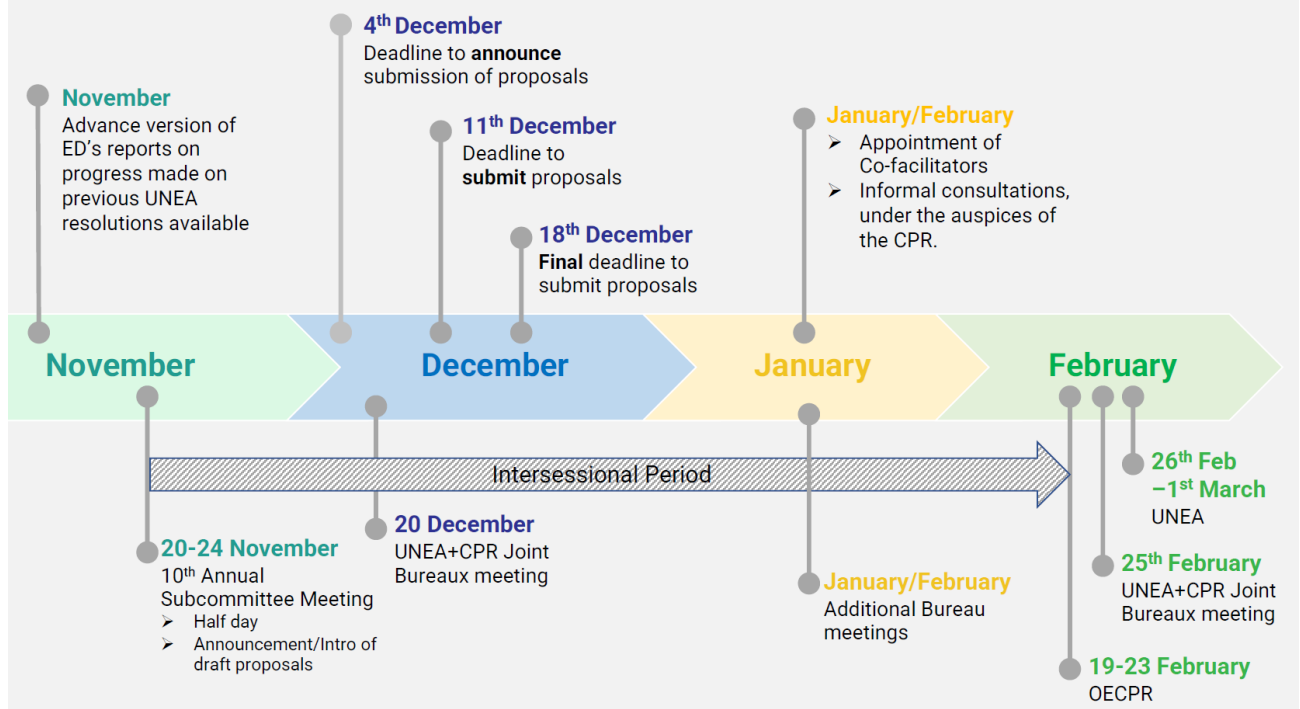 4th December
Deadline to announce
submission of proposals
November
Advance version of
ED's reports on
progress made on
previous UNEA
resolutions available
11th December
Deadline to
submit proposals
January/February
➢ Appointment of
Co-facilitators
➢ Informal consultations,
under the auspices of
the CPR.
18th December
Final deadline to
submit proposals
November
December
January
February
Intersessional Period
26th Feb
–1st March
UNEA
20 December
UNEA+CPR Joint
Bureaux meeting
20-24 November
10th Annual
Subcommittee Meeting
➢ Half day
➢ Announcement/Intro of
draft proposals
January/February
Additional Bureau
meetings
25th February
UNEA+CPR Joint
Bureaux meeting
19-23 February
OECPR